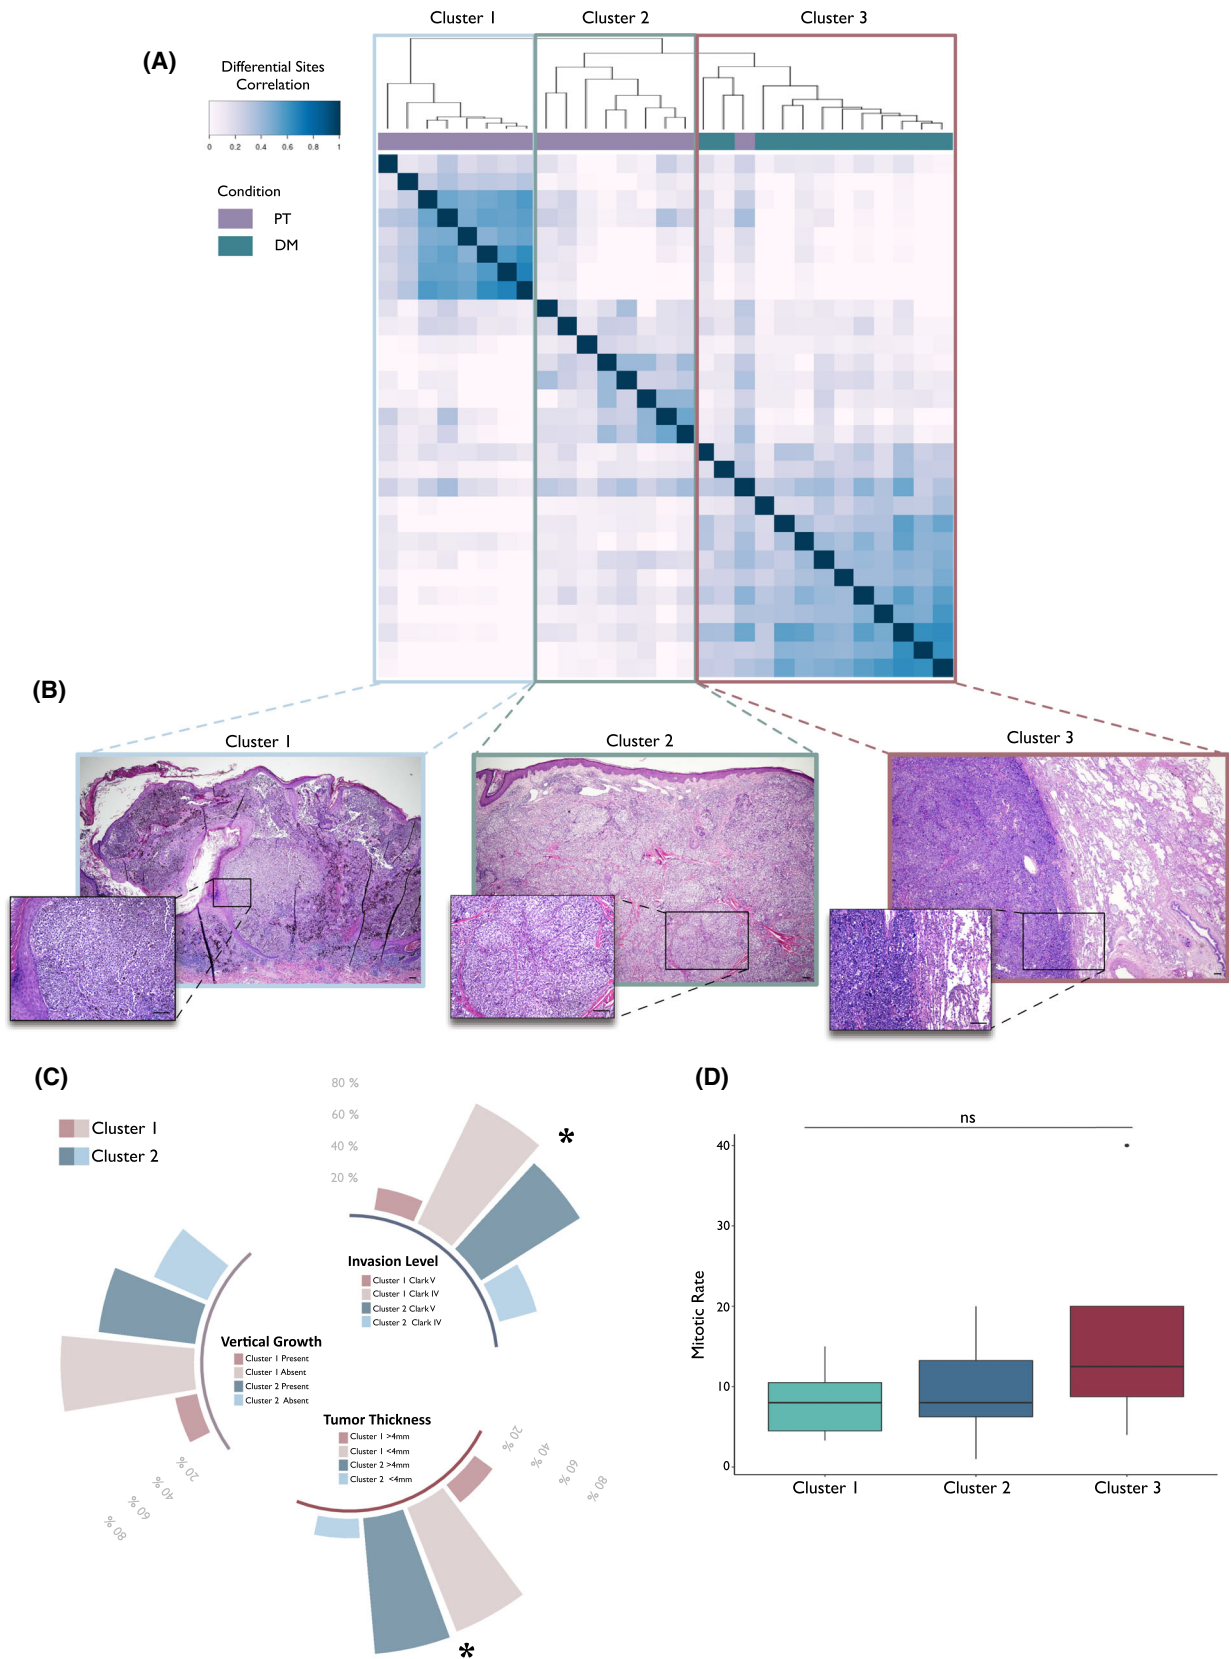 Cluster 1
Cluster 2
Cluster 3
(A)
Differential Sites
Correlation
0 0.2 0.4 0.6 0.8 1
Condition
PT
DM
(B)
Cluster 1
Cluster 2
Cluster 3
(C)
Cluster 1
Cluster 2
80 %
60 %
40 %
20 %
*
Invasion Level
Cluster 1 Clark V
Cluster 1 Clark IV
Cluster 2 Clark V
Cluster 2 Clark IV
Vertical Growth
Cluster 1 Present
Cluster 1 Absent
Cluster 2 Present
Cluster 2 Absent
20 %
40 %
60 %
80 %
Tumor Thickness
Cluster 1 >4mm
Cluster 1 <4mm
Cluster 2 >4mm
Cluster 2 <4mm
20 %
40 %
60 %
80 %
*
(D)
ns
Mitotic Rate
40
30
20
10
0
Cluster 1
Cluster 2
Cluster 3